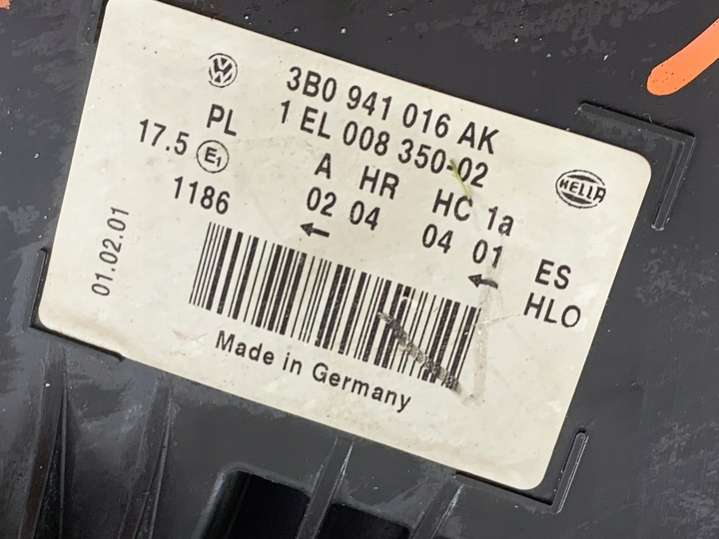 3B0 941 016 AK
1 EL 008 350-02
PL
17.5 E1
1186
A HR HC 1a
02 04 04 01
← ←
HELLA
ES
HLO
01.02.01
Made in Germany